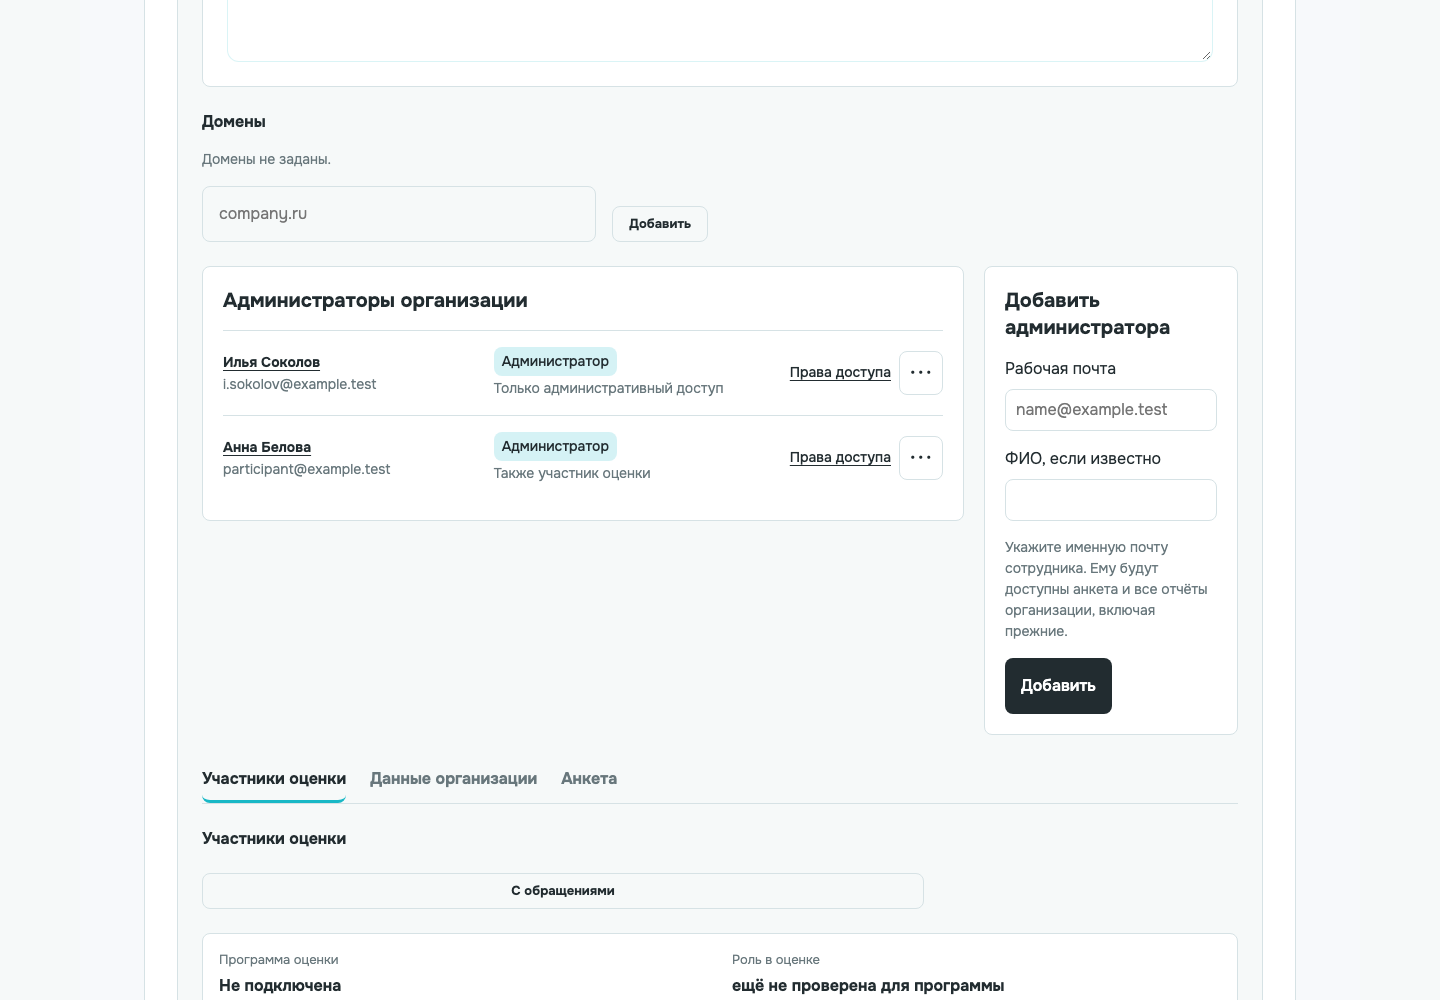 Домены
Домены не заданы.
company.ru
Добавить
Администраторы организации
Илья Соколов
i.sokolov@example.test
Администратор
Только административный доступ
Права доступа
Анна Белова
participant@example.test
Администратор
Также участник оценки
Права доступа
Добавить
администратора
Рабочая почта
name@example.test
ФИО, если известно
Укажите именную почту
сотрудника. Ему будут
доступны анкета и все отчёты
организации, включая
прежние.
Добавить
Участники оценки
Данные организации
Анкета
Участники оценки
С обращениями
Программа оценки
Не подключена
Роль в оценке
ещё не проверена для программы